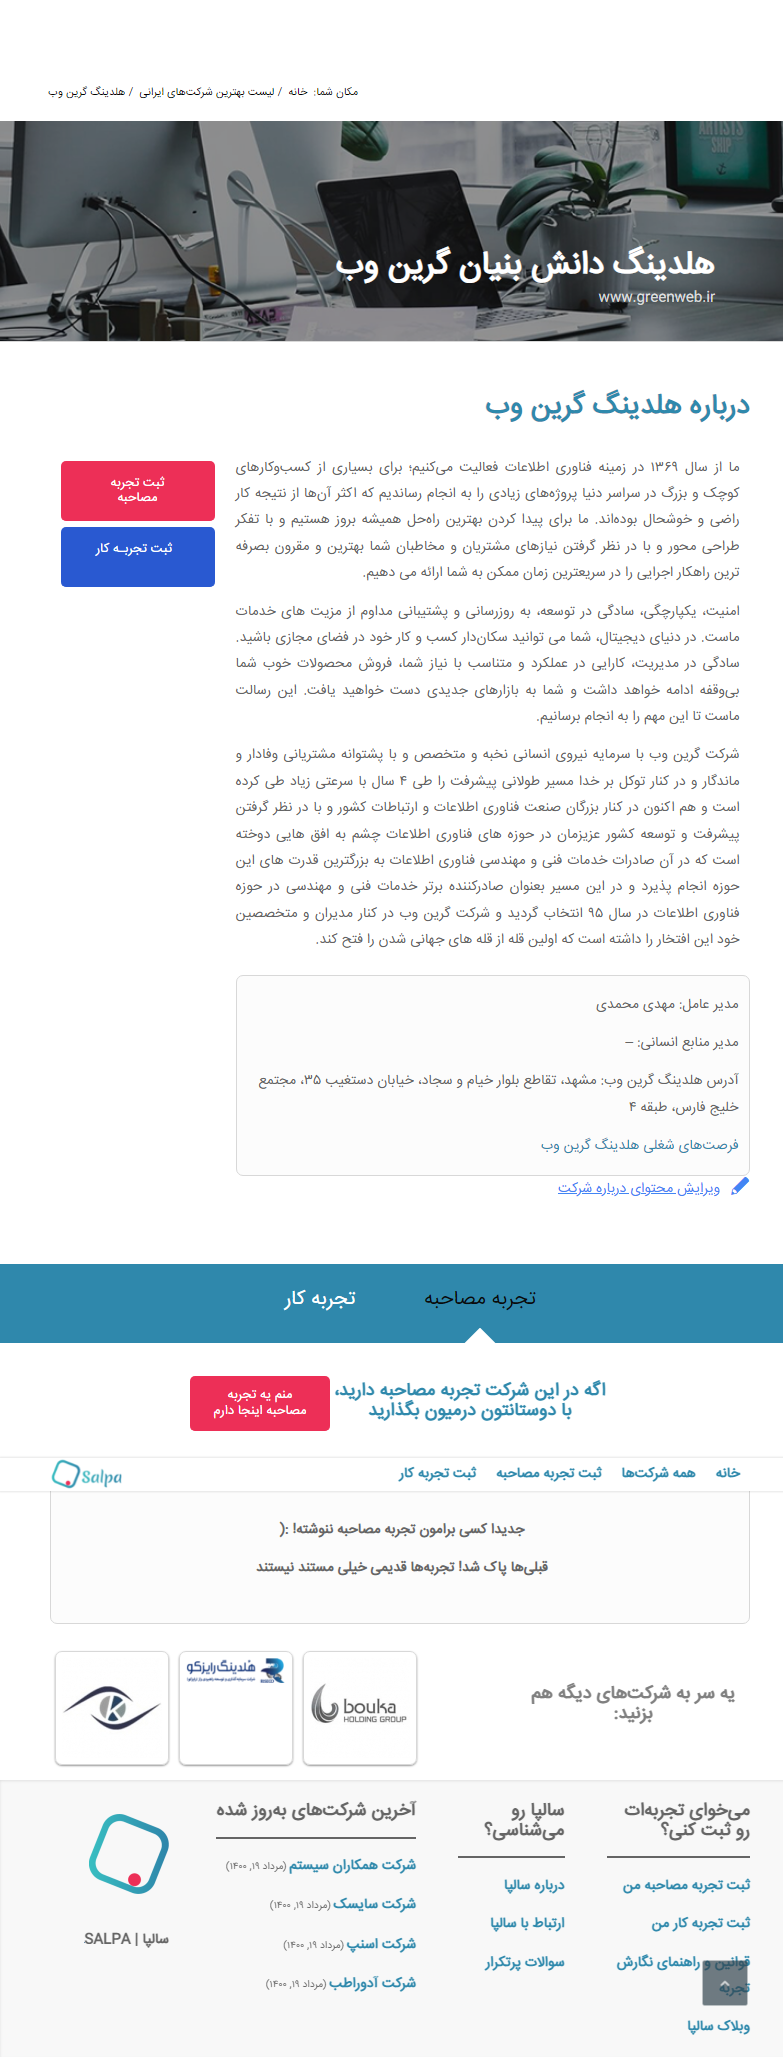 مکان شما: خانه / لیست بهترین شرکت‌های ایرانی / هلدینگ گرین وب
ARTISTS
SHIP
هلدینگ دانش بنیان گرین وب
www.greenweb.ir
درباره هلدینگ گرین وب
ما از سال ۱۳۶۹ در زمینه فناوری اطلاعات فعالیت می‌کنیم؛ برای بسیاری از کسب‌وکارهای
کوچک و بزرگ در سراسر دنیا پروژه‌های زیادی را به انجام رساندیم که اکثر آن‌ها از نتیجه کار
راضی و خوشحال بوده‌اند. ما برای پیدا کردن بهترین راه‌حل همیشه بروز هستیم و با تفکر
طراحی محور و با در نظر گرفتن نیازهای مشتریان و مخاطبان شما بهترین و مقرون بصرفه
ترین راهکار اجرایی را در سریعترین زمان ممکن به شما ارائه می دهیم.
امنیت، یکپارچگی، سادگی در توسعه، به روزرسانی و پشتیبانی مداوم از مزیت های خدمات
ماست. در دنیای دیجیتال، شما می توانید سکان‌دار کسب و کار خود در فضای مجازی باشید.
سادگی در مدیریت، کارایی در عملکرد و متناسب با نیاز شما، فروش محصولات خوب شما
بی‌وقفه ادامه خواهد داشت و شما به بازارهای جدیدی دست خواهید یافت. این رسالت
ماست تا این مهم را به انجام برسانیم.
شرکت گرین وب با سرمایه نیروی انسانی نخبه و متخصص و با پشتوانه مشتریانی وفادار و
ماندگار و در کنار توکل بر خدا مسیر طولانی پیشرفت را طی ۴ سال با سرعتی زیاد طی کرده
است و هم اکنون در کنار بزرگان صنعت فناوری اطلاعات و ارتباطات کشور و با در نظر گرفتن
پیشرفت و توسعه کشور عزیزمان در حوزه های فناوری اطلاعات چشم به افق هایی دوخته
است که در آن صادرات خدمات فنی و مهندسی فناوری اطلاعات به بزرگترین قدرت های این
حوزه انجام پذیرد و در این مسیر بعنوان صادرکننده برتر خدمات فنی و مهندسی در حوزه
فناوری اطلاعات در سال ۹۵ انتخاب گردید و شرکت گرین وب در کنار مدیران و متخصصین
خود این افتخار را داشته است که اولین قله از قله های جهانی شدن را فتح کند.
ثبت تجربه
مصاحبه
ثبت تجربـه کار
مدیر عامل: مهدی محمدی
مدیر منابع انسانی: –
آدرس هلدینگ گرین وب: مشهد، تقاطع بلوار خیام و سجاد، خیابان دستغیب ۳۵، مجتمع
خلیج فارس، طبقه ۴
فرصت‌های شغلی هلدینگ گرین وب
ویرایش محتوای درباره شرکت
تجربه مصاحبه
تجربه کار
اگه در این شرکت تجربه مصاحبه دارید،
با دوستانتون درمیون بگذارید
منم یه تجربه
مصاحبه اینجا دارم
خانه
همه شرکت‌ها
ثبت تجربه مصاحبه
ثبت تجربه کار
Salpa
جدیدا کسی برامون تجربه مصاحبه ننوشته! :(
قبلی‌ها پاک شد! تجربه‌ها قدیمی خیلی مستند نیستند
یه سر به شرکت‌های دیگه هم
بزنید:
bouka
HOLDING GROUP
هلدینگ رایزکو
می‌خوای تجربه‌ات
رو ثبت کنی؟
ثبت تجربه مصاحبه من
ثبت تجربه کار من
قوانین و راهنمای نگارش
تجربه
وبلاگ سالپا
سالپا رو
می‌شناسی؟
درباره سالپا
ارتباط با سالپا
سوالات پرتکرار
آخرین شرکت‌های به‌روز شده
شرکت همکاران سیستم (مرداد ۱۹, ۱۴۰۰)
شرکت سایسک (مرداد ۱۹, ۱۴۰۰)
شرکت اسنپ (مرداد ۱۹, ۱۴۰۰)
شرکت آدوراطب (مرداد ۱۹, ۱۴۰۰)
سالپا | SALPA